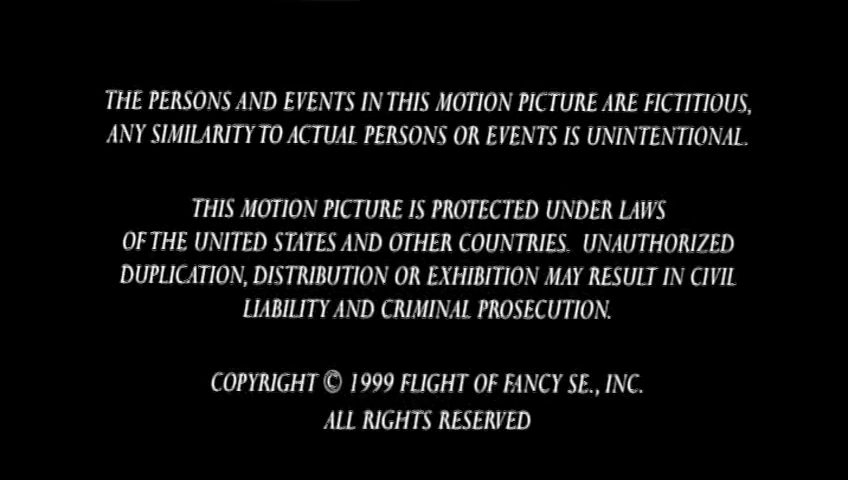 THE PERSONS AND EVENTS IN THIS MOTION PICTURE ARE FICTITIOUS,
ANY SIMILARITY TO ACTUAL PERSONS OR EVENTS IS UNINTENTIONAL.
THIS MOTION PICTURE IS PROTECTED UNDER LAWS
OF THE UNITED STATES AND OTHER COUNTRIES. UNAUTHORIZED
DUPLICATION, DISTRIBUTION OR EXHIBITION MAY RESULT IN CIVIL
LIABILITY AND CRIMINAL PROSECUTION.
COPYRIGHT © 1999 FLIGHT OF FANCY SE., INC.
ALL RIGHTS RESERVED